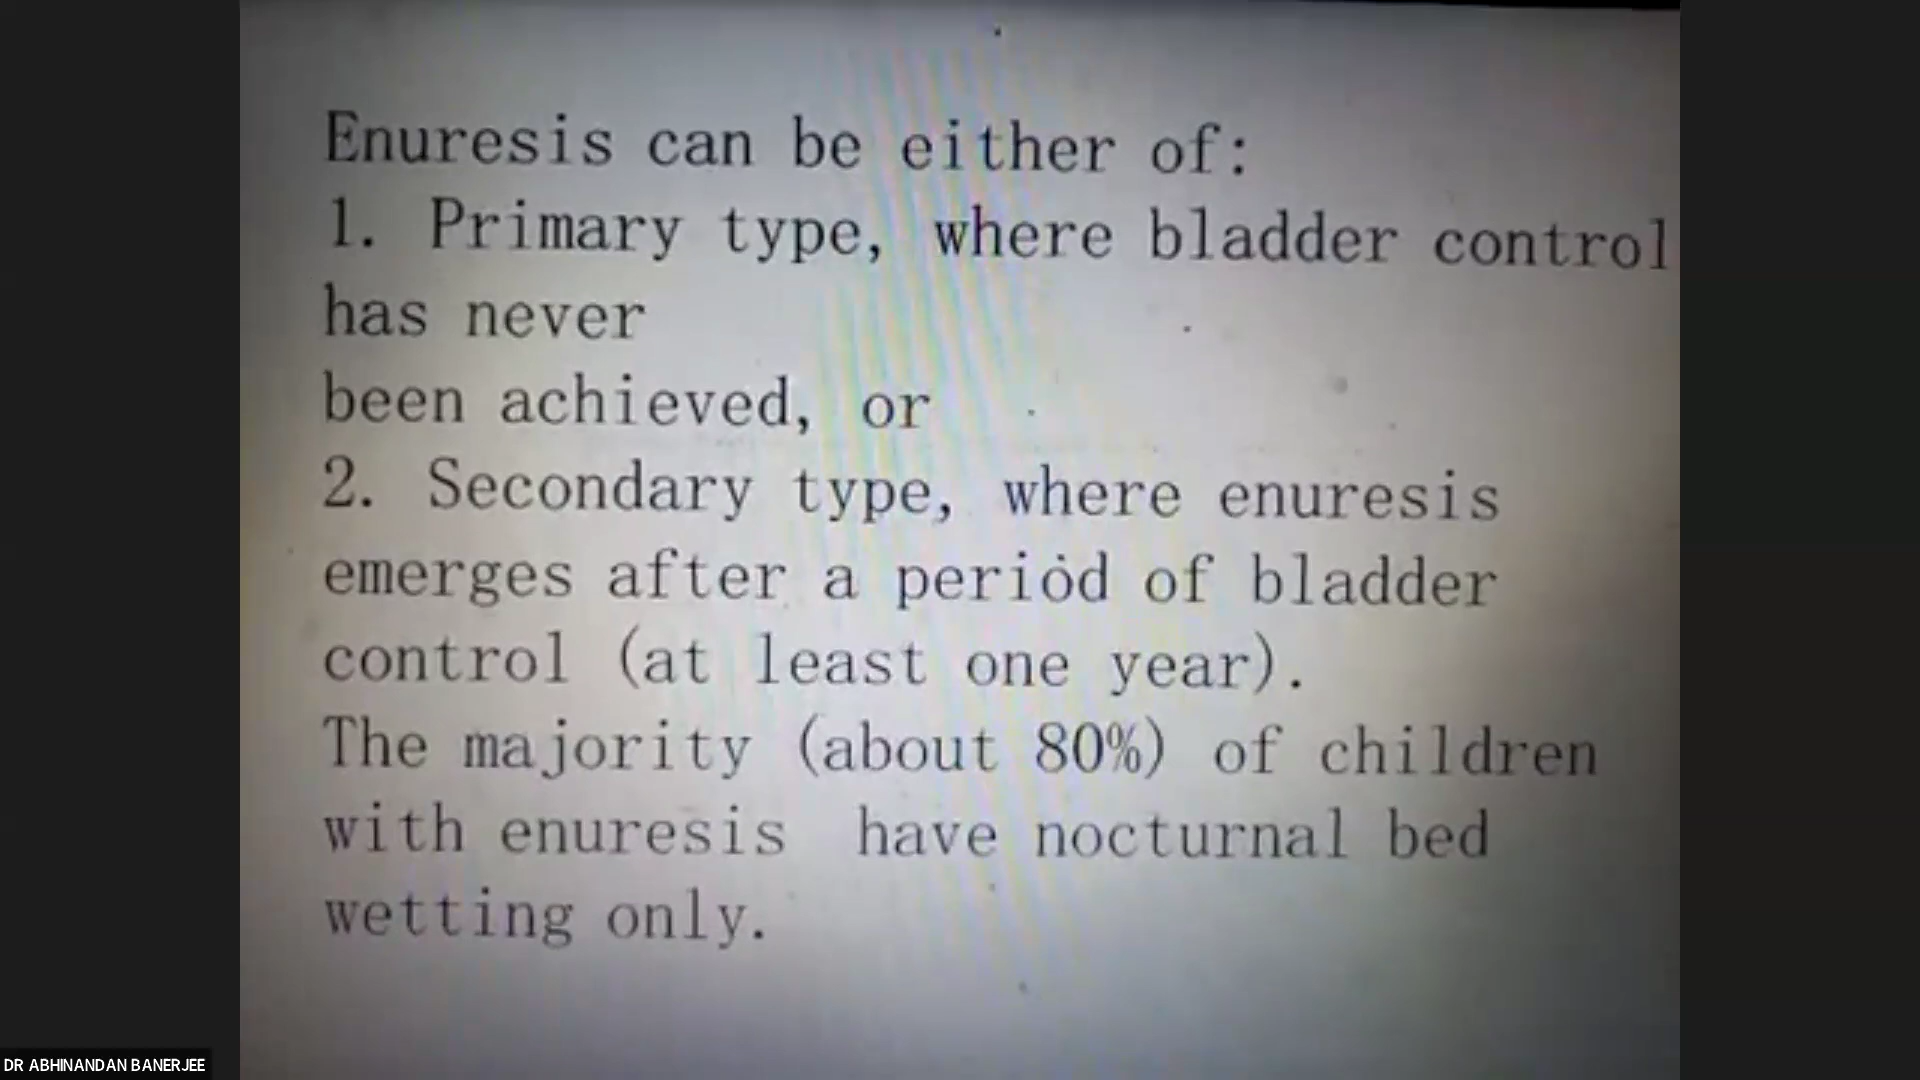 Enuresis can be either of:
1. Primary type, where bladder control
has never
been achieved, or
2. Secondary type, where enuresis
emerges after a period of bladder
control (at least one year).
The majority (about 80%) of children
with enuresis have nocturnal bed
wetting only.
DR ABHINANDAN BANERJEE